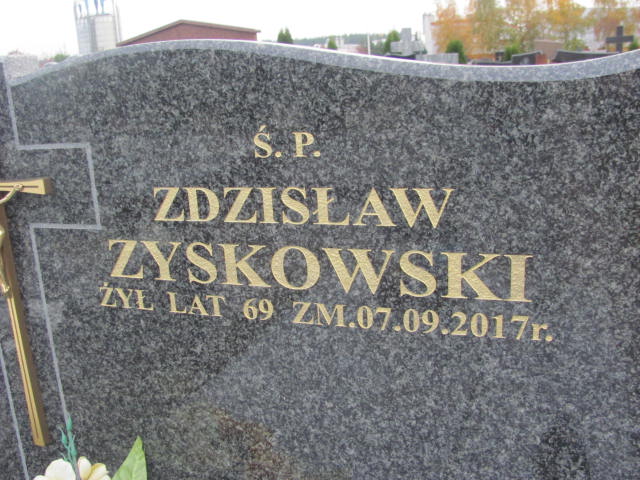 Ś. P.
ZDZISŁAW
ZYSKOWSKI
ŻYŁ LAT 69 ZM.07.09.2017r.